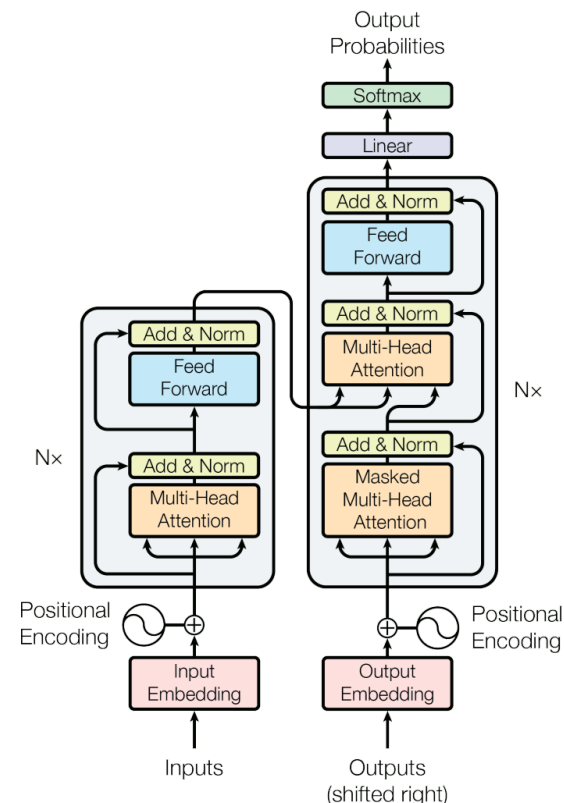 Output
Probabilities
Softmax
Linear
Add & Norm
Feed
Forward
Add & Norm
Multi-Head
Attention
Nx
Add & Norm
Masked
Multi-Head
Attention
Add & Norm
Feed
Forward
Nx
Add & Norm
Multi-Head
Attention
Positional
Encoding
Positional
Encoding
Input
Embedding
Output
Embedding
Inputs
Outputs
(shifted right)